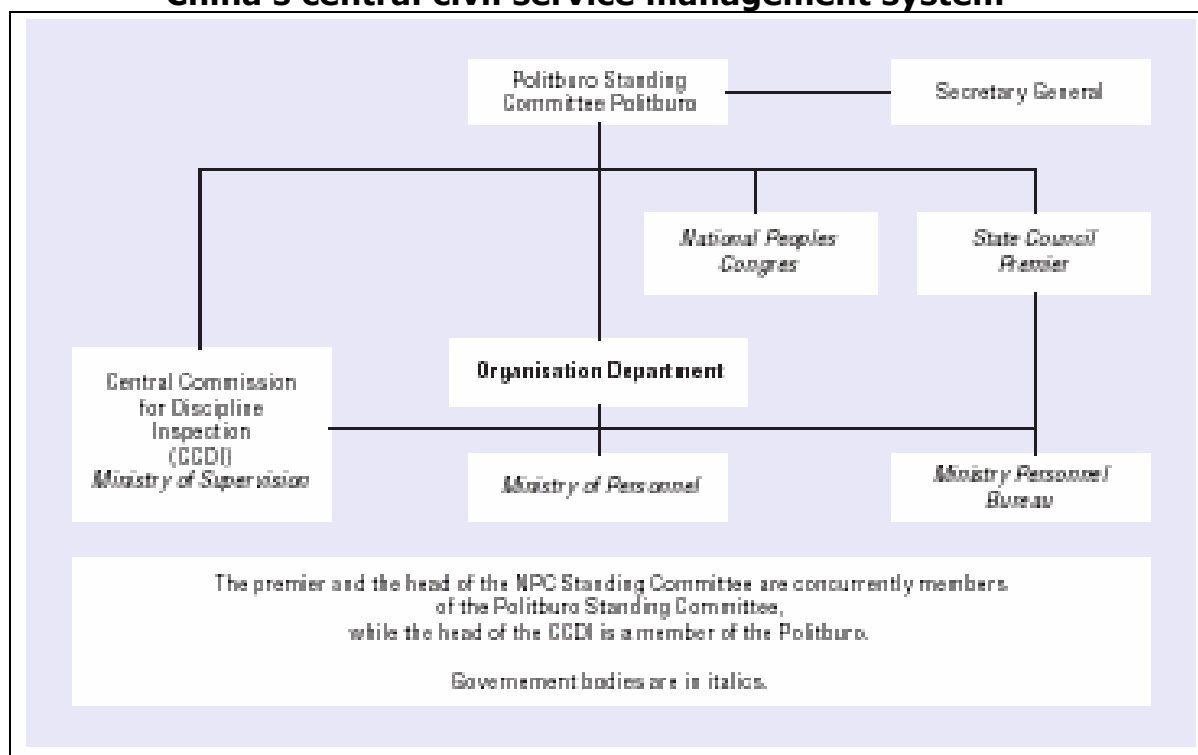 China's central civil service management system
Politburo Standing
Committee Politburo
Secretary General
National Peoples
Congres
State Council
Premier
Organisation Department
Central Commission
for Discipline
Inspection
(CCDI)
Ministry of Supervision
Ministry of Personnel
Ministry Personnel
Bureau
The premier and the head of the NPC Standing Committee are concurrently members
of the Politburo Standing Committee,
while the head of the CCDI is a member of the Politburo.
Governement bodies are in italics.